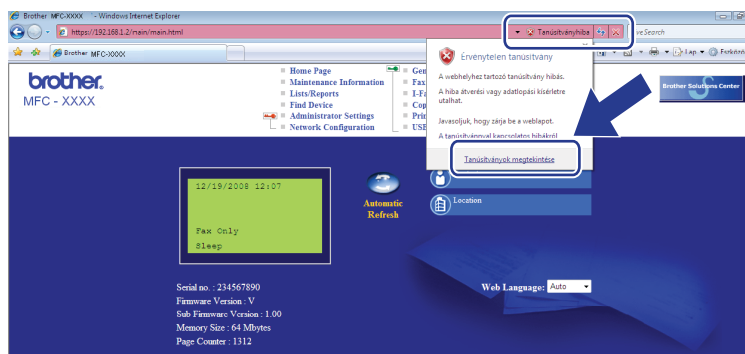 Brother MFC-XXXX - Windows Internet Explorer
https://192.168.1.2/main/main.html
Tanúsítványhiba
Brother MFC-XXXX
Lap
brother.
MFC - XXXX
Home Page
Maintenance Information
Lists/Reports
Find Device
Administrator Settings
Network Configuration
Brother Solutions Center
Érvénytelen tanúsítvány
A webhelyhez tartozó tanúsítvány hibás.
A hiba átverési vagy adatlopási kísérletre
utalhat.
Javasoljuk, hogy zárja be a weblapot.
A tanúsítvánnyal kapcsolatos hibákról
Tanúsítványok megtekintése
12/19/2008 12:07
Fax Only
Sleep
Automatic
Refresh
Location
Serial no. : 234567890
Firmware Version : V
Sub Firmware Version : 1.00
Memory Size : 64 Mbytes
Page Counter : 1312
Web Language: Auto